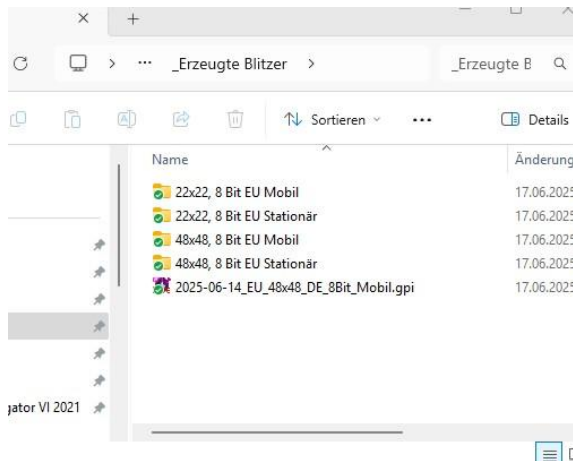 _Erzeugte Blitzer
_Erzeugte B
Sortieren
Details
Name
Änderung
22x22, 8 Bit EU Mobil
17.06.2025
22x22, 8 Bit EU Stationär
17.06.2025
48x48, 8 Bit EU Mobil
17.06.2025
48x48, 8 Bit EU Stationär
17.06.2025
2025-06-14_EU_48x48_DE_8Bit_Mobil.gpi
17.06.2025
gator VI 2021